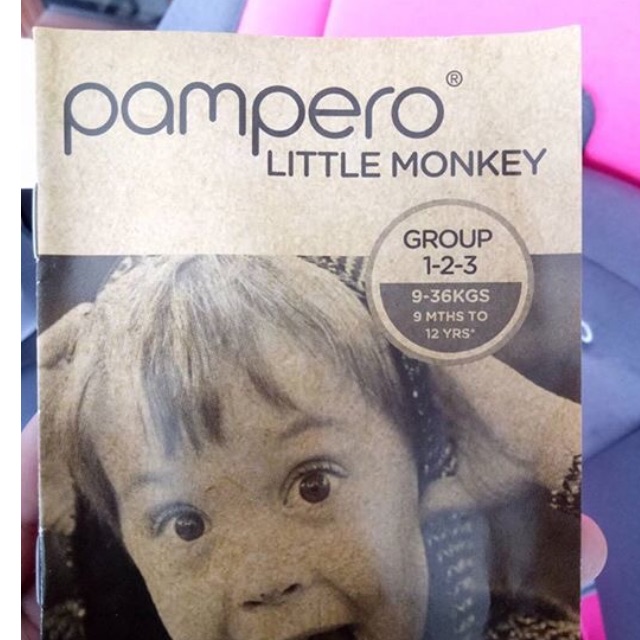 pampero®
LITTLE MONKEY
GROUP
1-2-3
9-36KGS
9 MTHS TO
12 YRS*